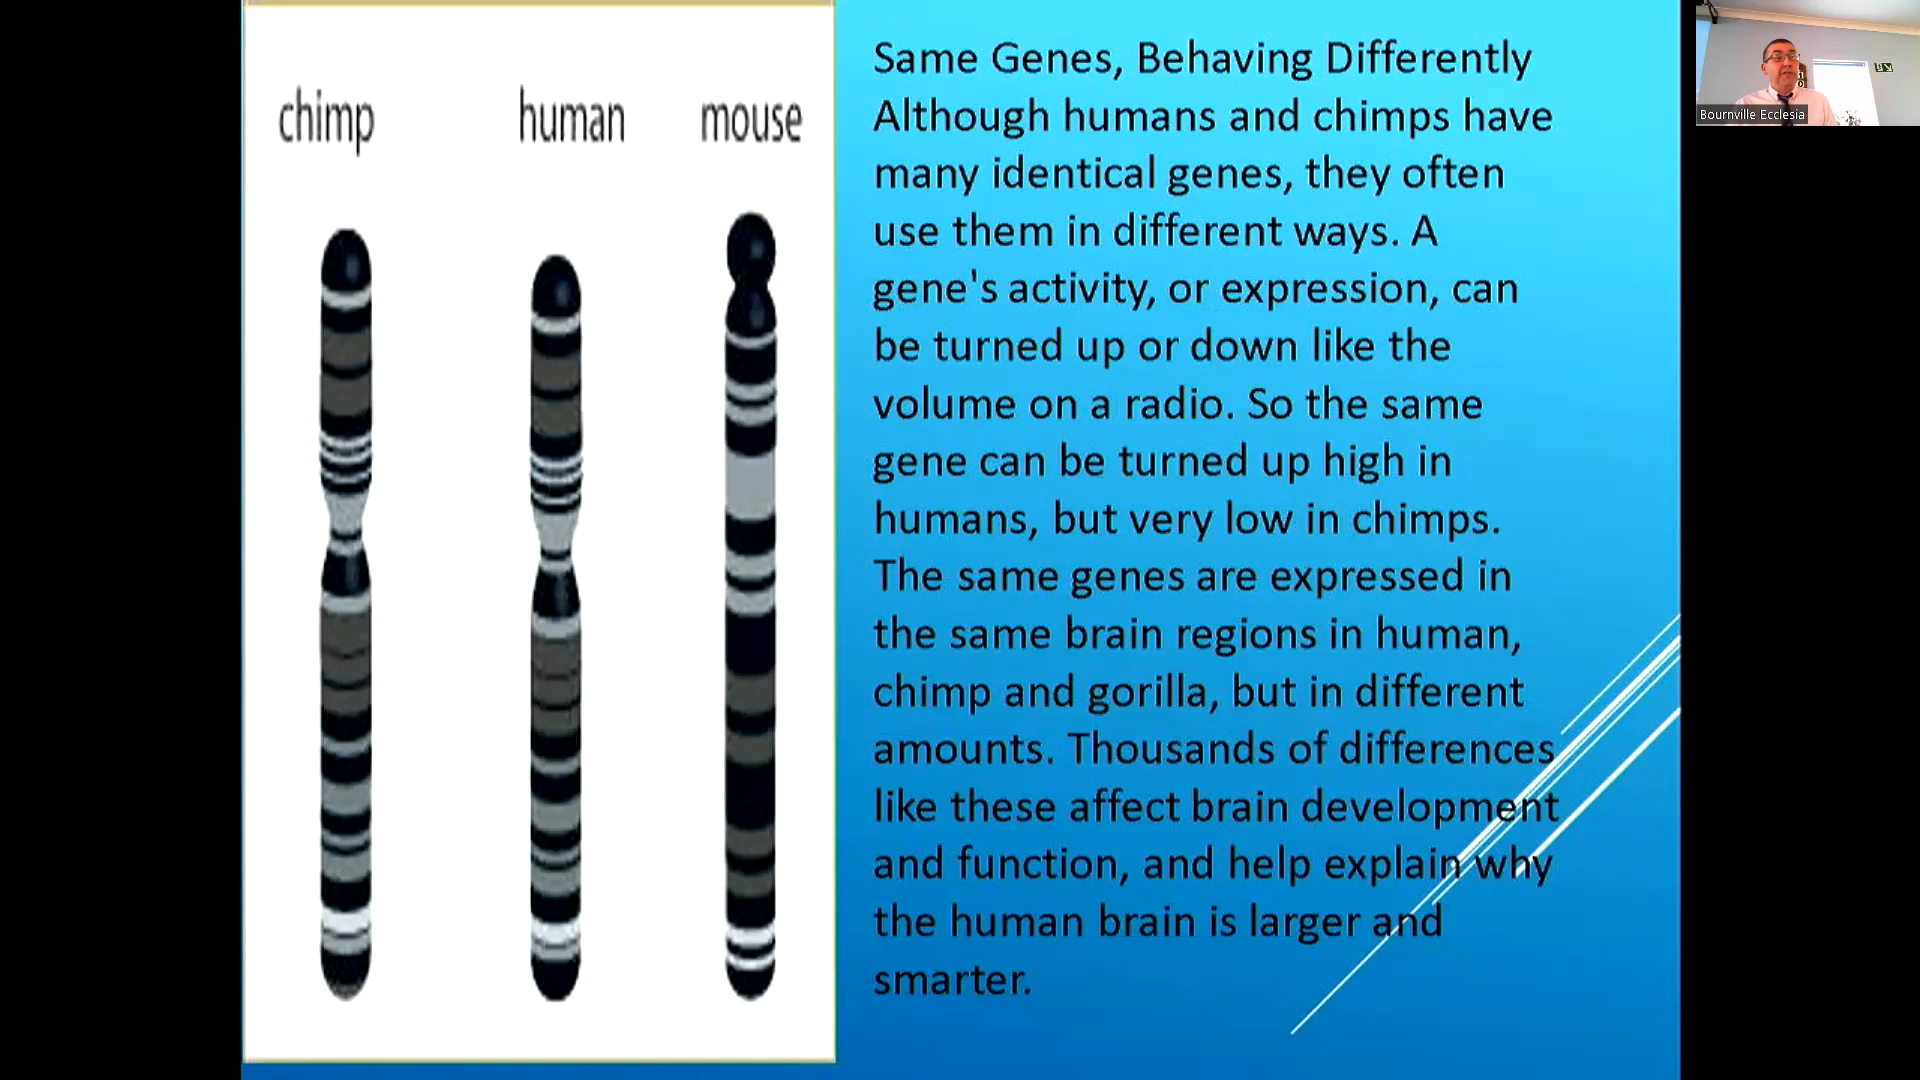 chimp human mouse
Same Genes, Behaving Differently
Although humans and chimps have
many identical genes, they often
use them in different ways. A
gene's activity, or expression, can
be turned up or down like the
volume on a radio. So the same
gene can be turned up high in
humans, but very low in chimps.
The same genes are expressed in
the same brain regions in human,
chimp and gorilla, but in different
amounts. Thousands of differences
like these affect brain development
and function, and help explain why
the human brain is larger and
smarter.
Bournville Ecclesia